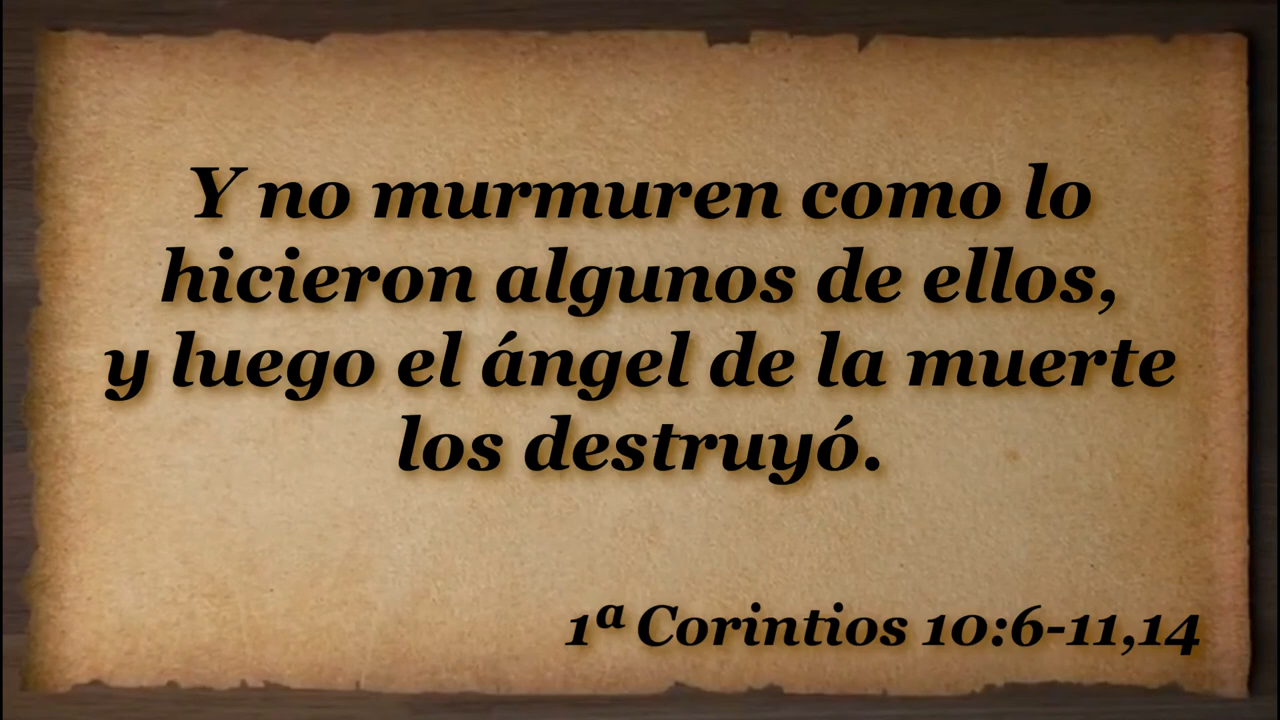 Y no murmuren como lo
hicieron algunos de ellos,
y luego el ángel de la muerte
los destruyó.
1ª Corintios 10:6-11,14